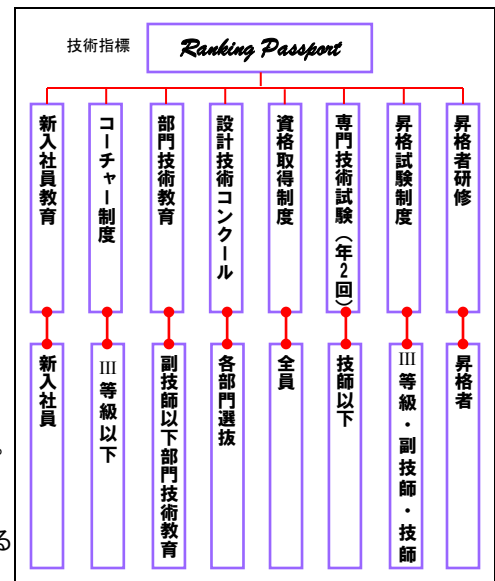 技術指標
Ranking Passport
新入社員教育
コーチャー制度
部門技術教育
設計技術コンクール
資格取得制度
専門技術試験（年2回）
昇格試験制度
昇格者研修
新入社員
III等級以下
副技師以下部門技術教育
各部門選抜
全員
技師以下
III等級・副技師・技師
昇格者
。
る